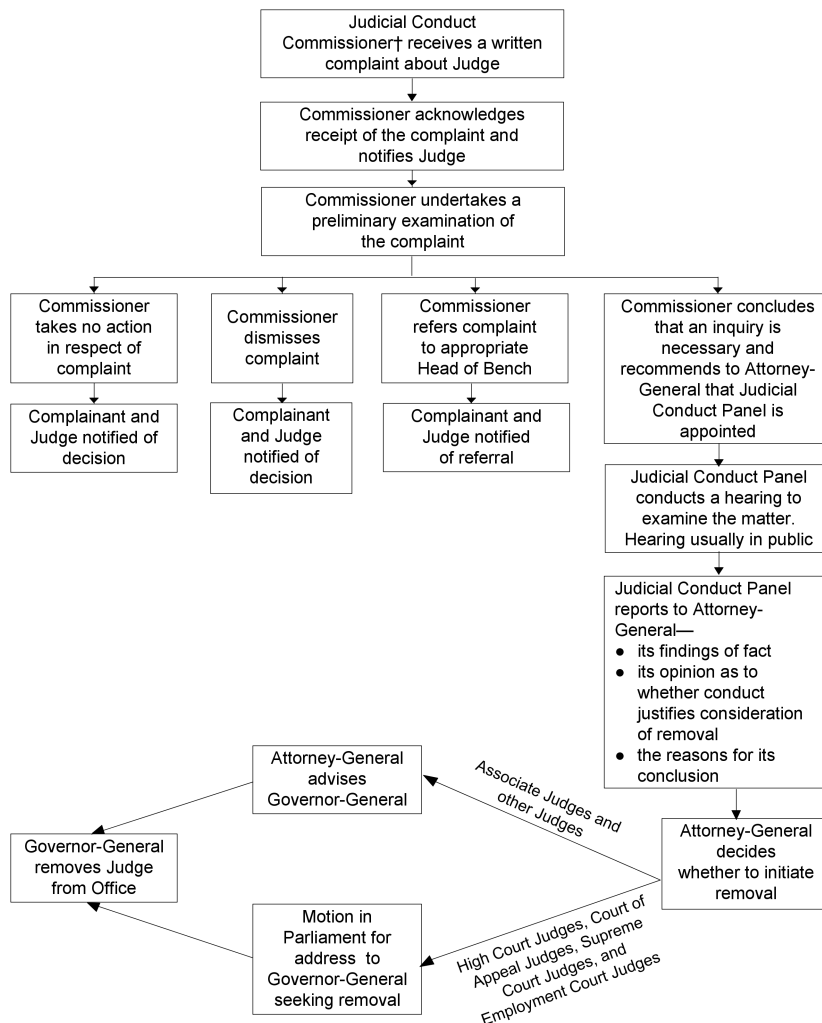 Judicial Conduct
Commissioner† receives a written
complaint about Judge
Commissioner acknowledges
receipt of the complaint and
notifies Judge
Commissioner undertakes a
preliminary examination of
the complaint
Commissioner
takes no action
in respect of
complaint
Complainant and
Judge notified of
decision
Commissioner
dismisses
complaint
Complainant
and Judge
notified of
decision
Commissioner
refers complaint
to appropriate
Head of Bench
Complainant and
Judge notified
of referral
Commissioner concludes
that an inquiry is
necessary and
recommends to Attorney-
General that Judicial
Conduct Panel is
appointed
Judicial Conduct Panel
conducts a hearing to
examine the matter.
Hearing usually in public
Judicial Conduct Panel
reports to Attorney-
General—
● its findings of fact
● its opinion as to
whether conduct
justifies consideration
of removal
● the reasons for its
conclusion
Attorney-General
decides
whether to initiate
removal
Associate Judges and
other Judges
Attorney-General
advises
Governor-General
High Court Judges, Court of
Appeal Judges, Supreme
Court Judges, and
Employment Court Judges
Motion in
Parliament for
address to
Governor-General
seeking removal
Governor-General
removes Judge
from Office